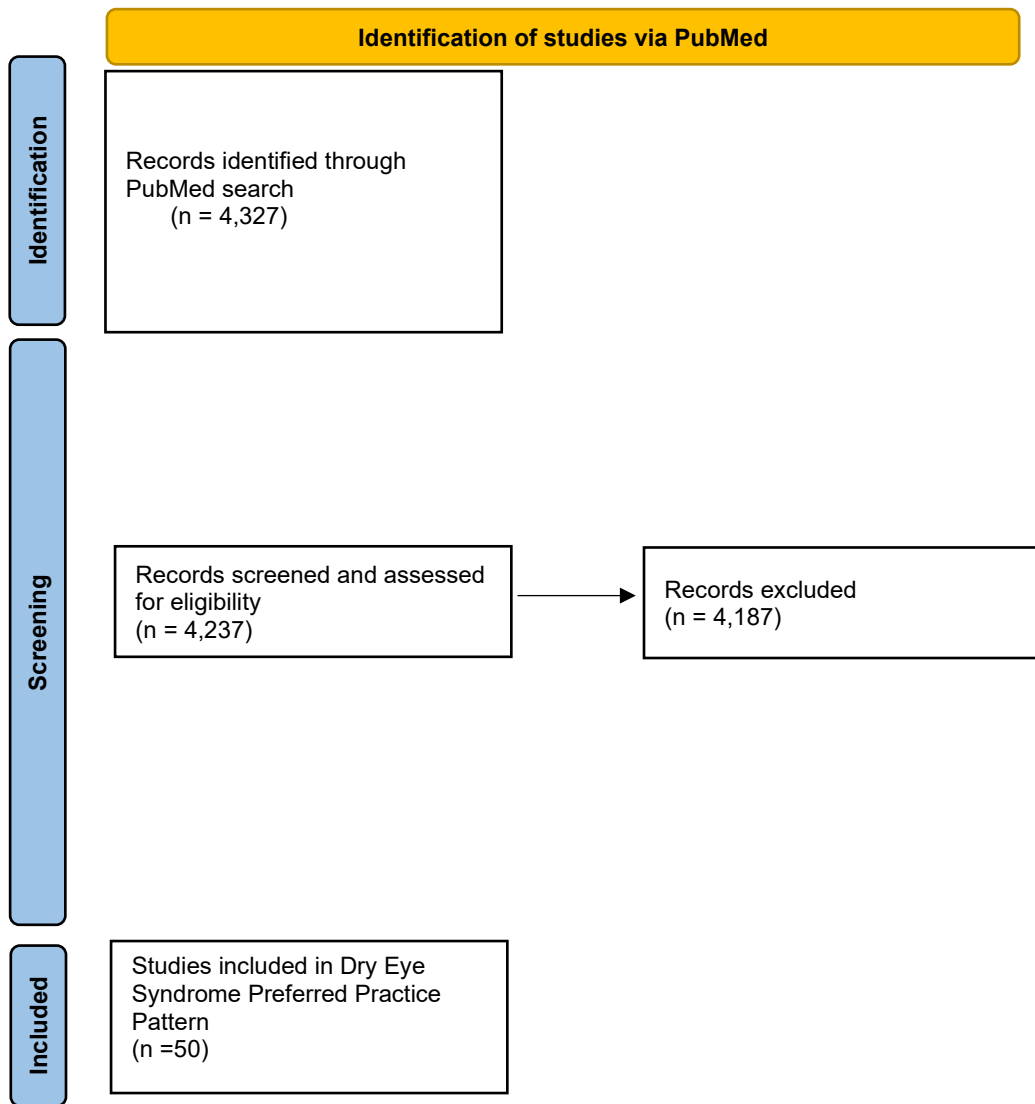 Identification of studies via PubMed
Identification
Records identified through
PubMed search
(n = 4,327)
Screening
Records screened and assessed
for eligibility
(n = 4,237)
Records excluded
(n = 4,187)
Included
Studies included in Dry Eye
Syndrome Preferred Practice
Pattern
(n =50)